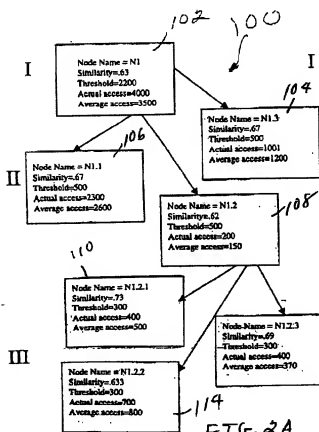 102
100
I
I
Node Name = N1
Similarity=.63
Threshold=2200
Actual access=4000
Average access=3500
104
Node Name = N1.3
Similarity=.67
Threshold=500
Actual access=1001
Average access=1200
106
II
Node Name = N1.1
Similarity=.67
Threshold=500
Actual access=2300
Average access=2600
108
Node Name = N1.2
Similarity=.62
Threshold=500
Actual access=200
Average access=150
110
Node Name = N1.2.1
Similarity=.73
Threshold=300
Actual access=400
Average access=500
Node Name = N1.2.3
Similarity=.69
Threshold=300
Actual access=400
Average access=370
III
Node Name = N1.2.2
Similarity=.633
Threshold=300
Actual access=700
Average access=800
114
FIG. 2A